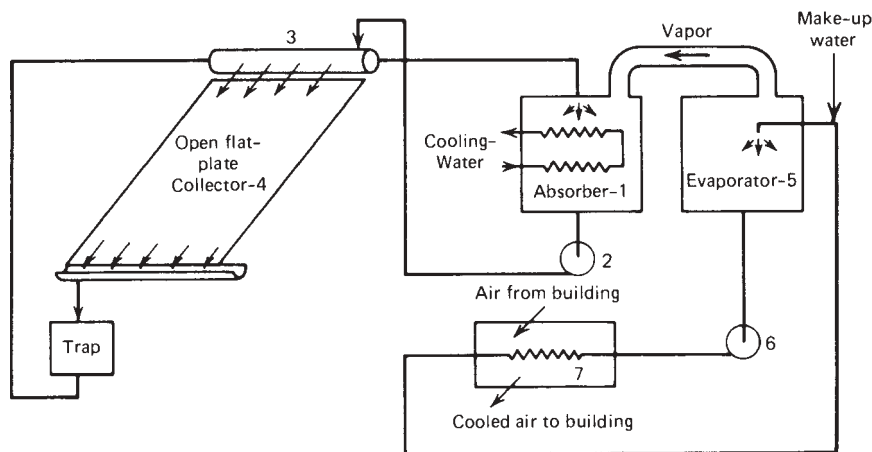 3
Vapor
Make-up
water
Open flat-
plate
Collector-4
Cooling-
Water
Absorber-1
Evaporator-5
2
Air from building
Trap
7
6
Cooled air to building